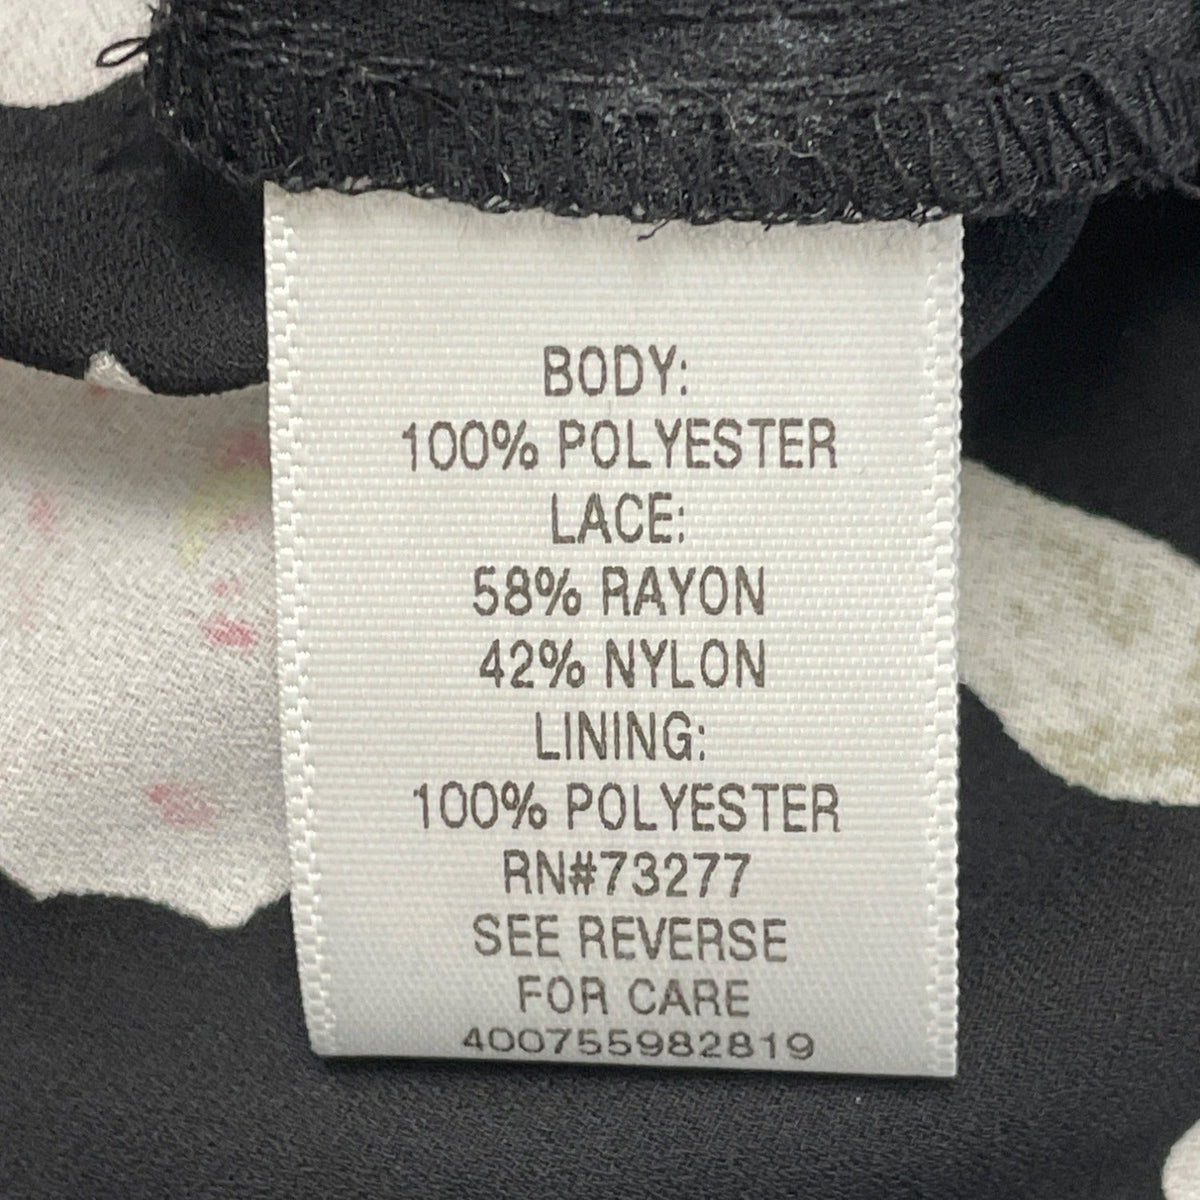 BODY:
100% POLYESTER
LACE:
58% RAYON
42% NYLON
LINING:
100% POLYESTER
RN#73277
SEE REVERSE
FOR CARE
400755982819